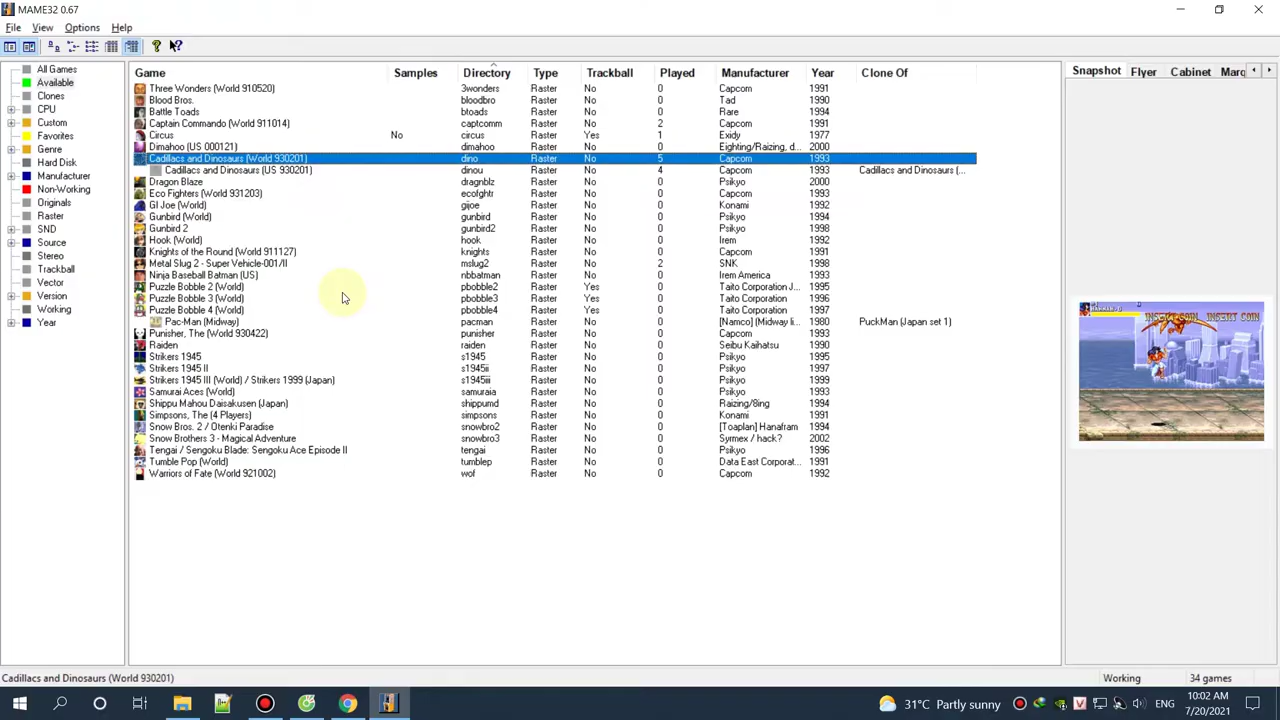 MAME32 0.67
File View Options Help
Game Samples Directory Type Trackball Played Manufacturer Year Clone Of
All Games
Available
Clones
CPU
Custom
Favorites
Genre
Hard Disk
Manufacturer
Non-Working
Originals
Raster
SND
Source
Stereo
Trackball
Vector
Version
Working
Year
Three Wonders (World 910520) 3wonders Raster No 0 Capcom 1991
Blood Bros. bloodbro Raster No 0 Tad 1990
Battle Toads btoads Raster No 0 Rare 1994
Captain Commando (World 911014) captcomm Raster No 2 Capcom 1991
Circus No circus Raster Yes 1 Exidy 1977
Dimahoo (US 000121) dimahoo Raster No 0 Eighting/Raizing, d... 2000
Cadillacs and Dinosaurs (World 930201) dino Raster No 5 Capcom 1993
Cadillacs and Dinosaurs (US 930201) dinou Raster No 4 Capcom 1993 Cadillacs and Dinosaurs (...
Dragon Blaze dragnblz Raster No 0 Psikyo 2000
Eco Fighters (World 931203) ecofghtr Raster No 0 Capcom 1993
GI Joe (World) gijoe Raster No 0 Konami 1992
Gunbird (World) gunbird Raster No 0 Psikyo 1994
Gunbird 2 gunbird2 Raster No 0 Psikyo 1998
Hook (World) hook Raster No 0 Irem 1992
Knights of the Round (World 911127) knights Raster No 0 Capcom 1991
Metal Slug 2 - Super Vehicle-001/II mslug2 Raster No 2 SNK 1998
Ninja Baseball Batman (US) nbbatman Raster No 0 Irem America 1993
Puzzle Bobble 2 (World) pbobble2 Raster Yes 0 Taito Corporation J... 1995
Puzzle Bobble 3 (World) pbobble3 Raster Yes 0 Taito Corporation 1996
Puzzle Bobble 4 (World) pbobble4 Raster Yes 0 Taito Corporation 1997
Pac-Man (Midway) pacman Raster No 0 [Namco] (Midway li... 1980 PuckMan (Japan set 1)
Punisher, The (World 930422) punisher Raster No 0 Capcom 1993
Raiden raiden Raster No 0 Seibu Kaihatsu 1990
Strikers 1945 s1945 Raster No 0 Psikyo 1995
Strikers 1945 II s1945ii Raster No 0 Psikyo 1997
Strikers 1945 III (World) / Strikers 1999 (Japan) s1945iii Raster No 0 Psikyo 1999
Samurai Aces (World) samuraia Raster No 0 Psikyo 1993
Shippu Mahou Daisakusen (Japan) shippumd Raster No 0 Raizing/8ing 1994
Simpsons, The (4 Players) simpsons Raster No 0 Konami 1991
Snow Bros. 2 / Otenki Paradise snowbro2 Raster No 0 [Toaplan] Hanafram 1994
Snow Brothers 3 - Magical Adventure snowbro3 Raster No 0 Syrmex / hack? 2002
Tengai / Sengoku Blade: Sengoku Ace Episode II tengai Raster No 0 Psikyo 1996
Tumble Pop (World) tumblep Raster No 0 Data East Corporat... 1991
Warriors of Fate (World 921002) wof Raster No 0 Capcom 1992
Snapshot Flyer Cabinet Marq
INSERT COIN INSERT COIN
Cadillacs and Dinosaurs (World 930201) Working 34 games
31°C Partly sunny ENG 10:02 AM
7/20/2021